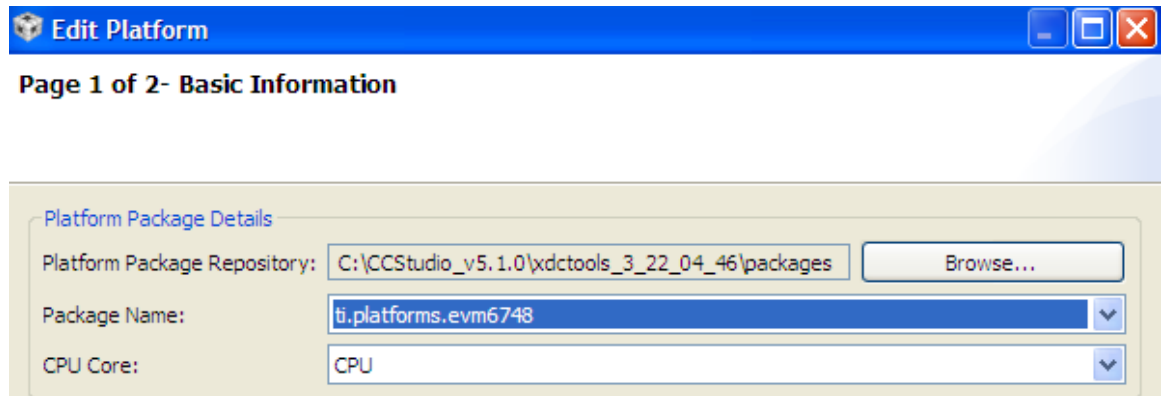 Edit Platform
Page 1 of 2- Basic Information
Platform Package Details
Platform Package Repository: C:\CCStudio_v5.1.0\xdctools_3_22_04_46\packages Browse...
Package Name: ti.platforms.evm6748
CPU Core: CPU